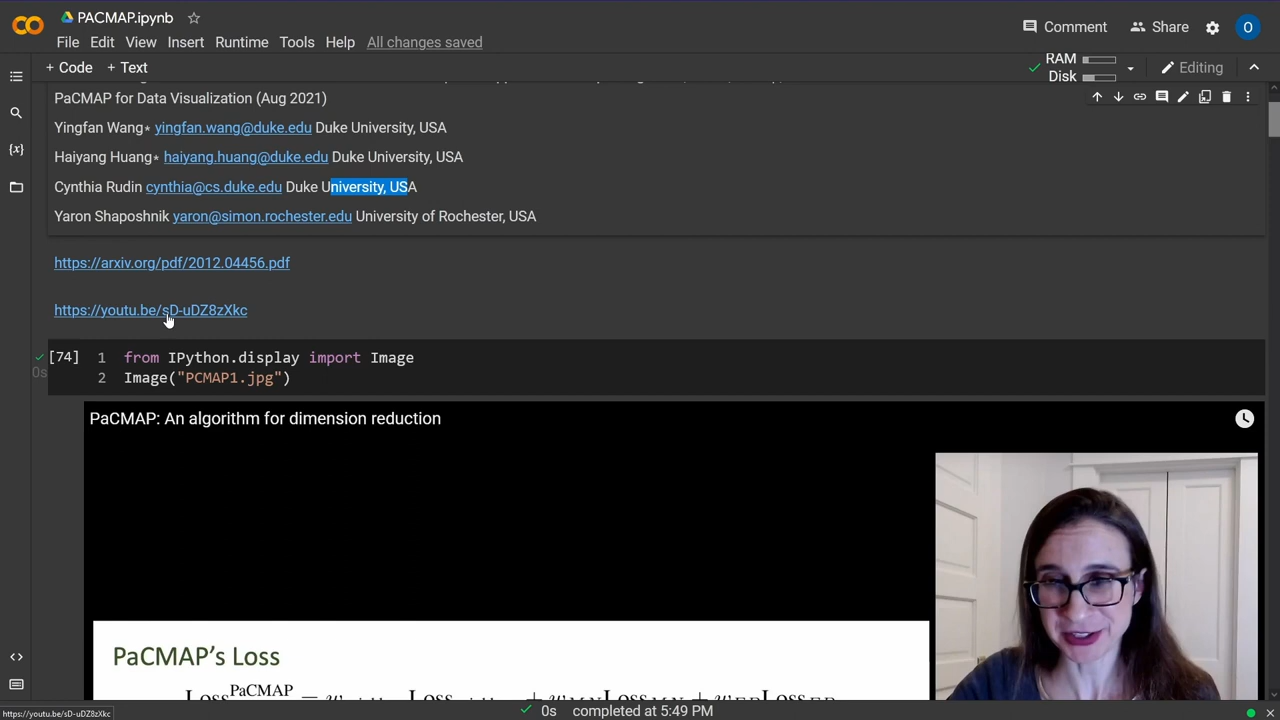 PACMAP.ipynb
Comment
Share
O
File Edit View Insert Runtime Tools Help All changes saved
+ Code + Text
RAM
Disk
Editing
PaCMAP for Data Visualization (Aug 2021)
Yingfan Wang* yingfan.wang@duke.edu Duke University, USA
Haiyang Huang* haiyang.huang@duke.edu Duke University, USA
Cynthia Rudin cynthia@cs.duke.edu Duke University, USA
Yaron Shaposhnik yaron@simon.rochester.edu University of Rochester, USA
https://arxiv.org/pdf/2012.04456.pdf
https://youtu.be/sD-uDZ8zXkc
[74] 1 from IPython.display import Image
0s 2 Image("PCMAP1.jpg")
PaCMAP: An algorithm for dimension reduction
PaCMAP's Loss
Loss PaCMAP =
https://youtu.be/sD-uDZ8zXkc
0s completed at 5:49 PM